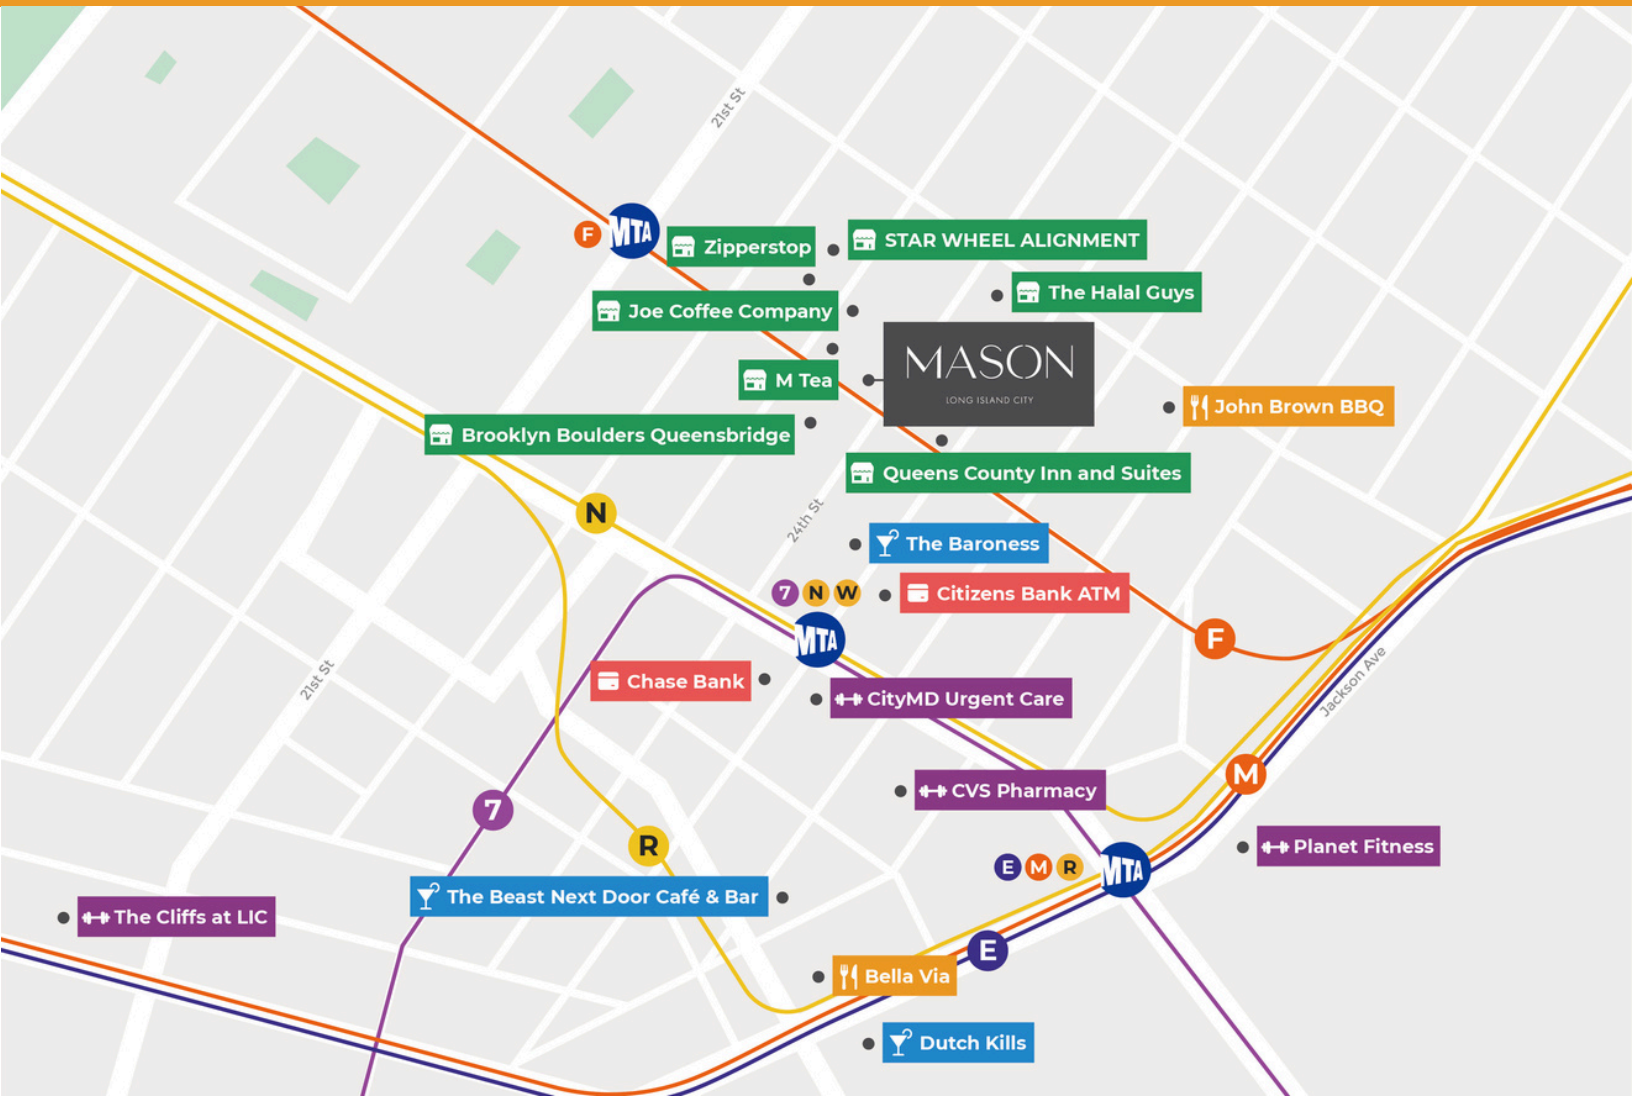 21st St
F
MTA
Zipperstop
STAR WHEEL ALIGNMENT
The Halal Guys
Joe Coffee Company
MASON
LONG ISLAND CITY
M Tea
John Brown BBQ
Brooklyn Boulders Queensbridge
Queens County Inn and Suites
N
24th St
The Baroness
7 N W
Citizens Bank ATM
MTA
F
Chase Bank
CityMD Urgent Care
21st St
Jackson Ave
M
CVS Pharmacy
7
R
Planet Fitness
E M R
MTA
The Beast Next Door Café & Bar
The Cliffs at LIC
E
Bella Via
Dutch Kills